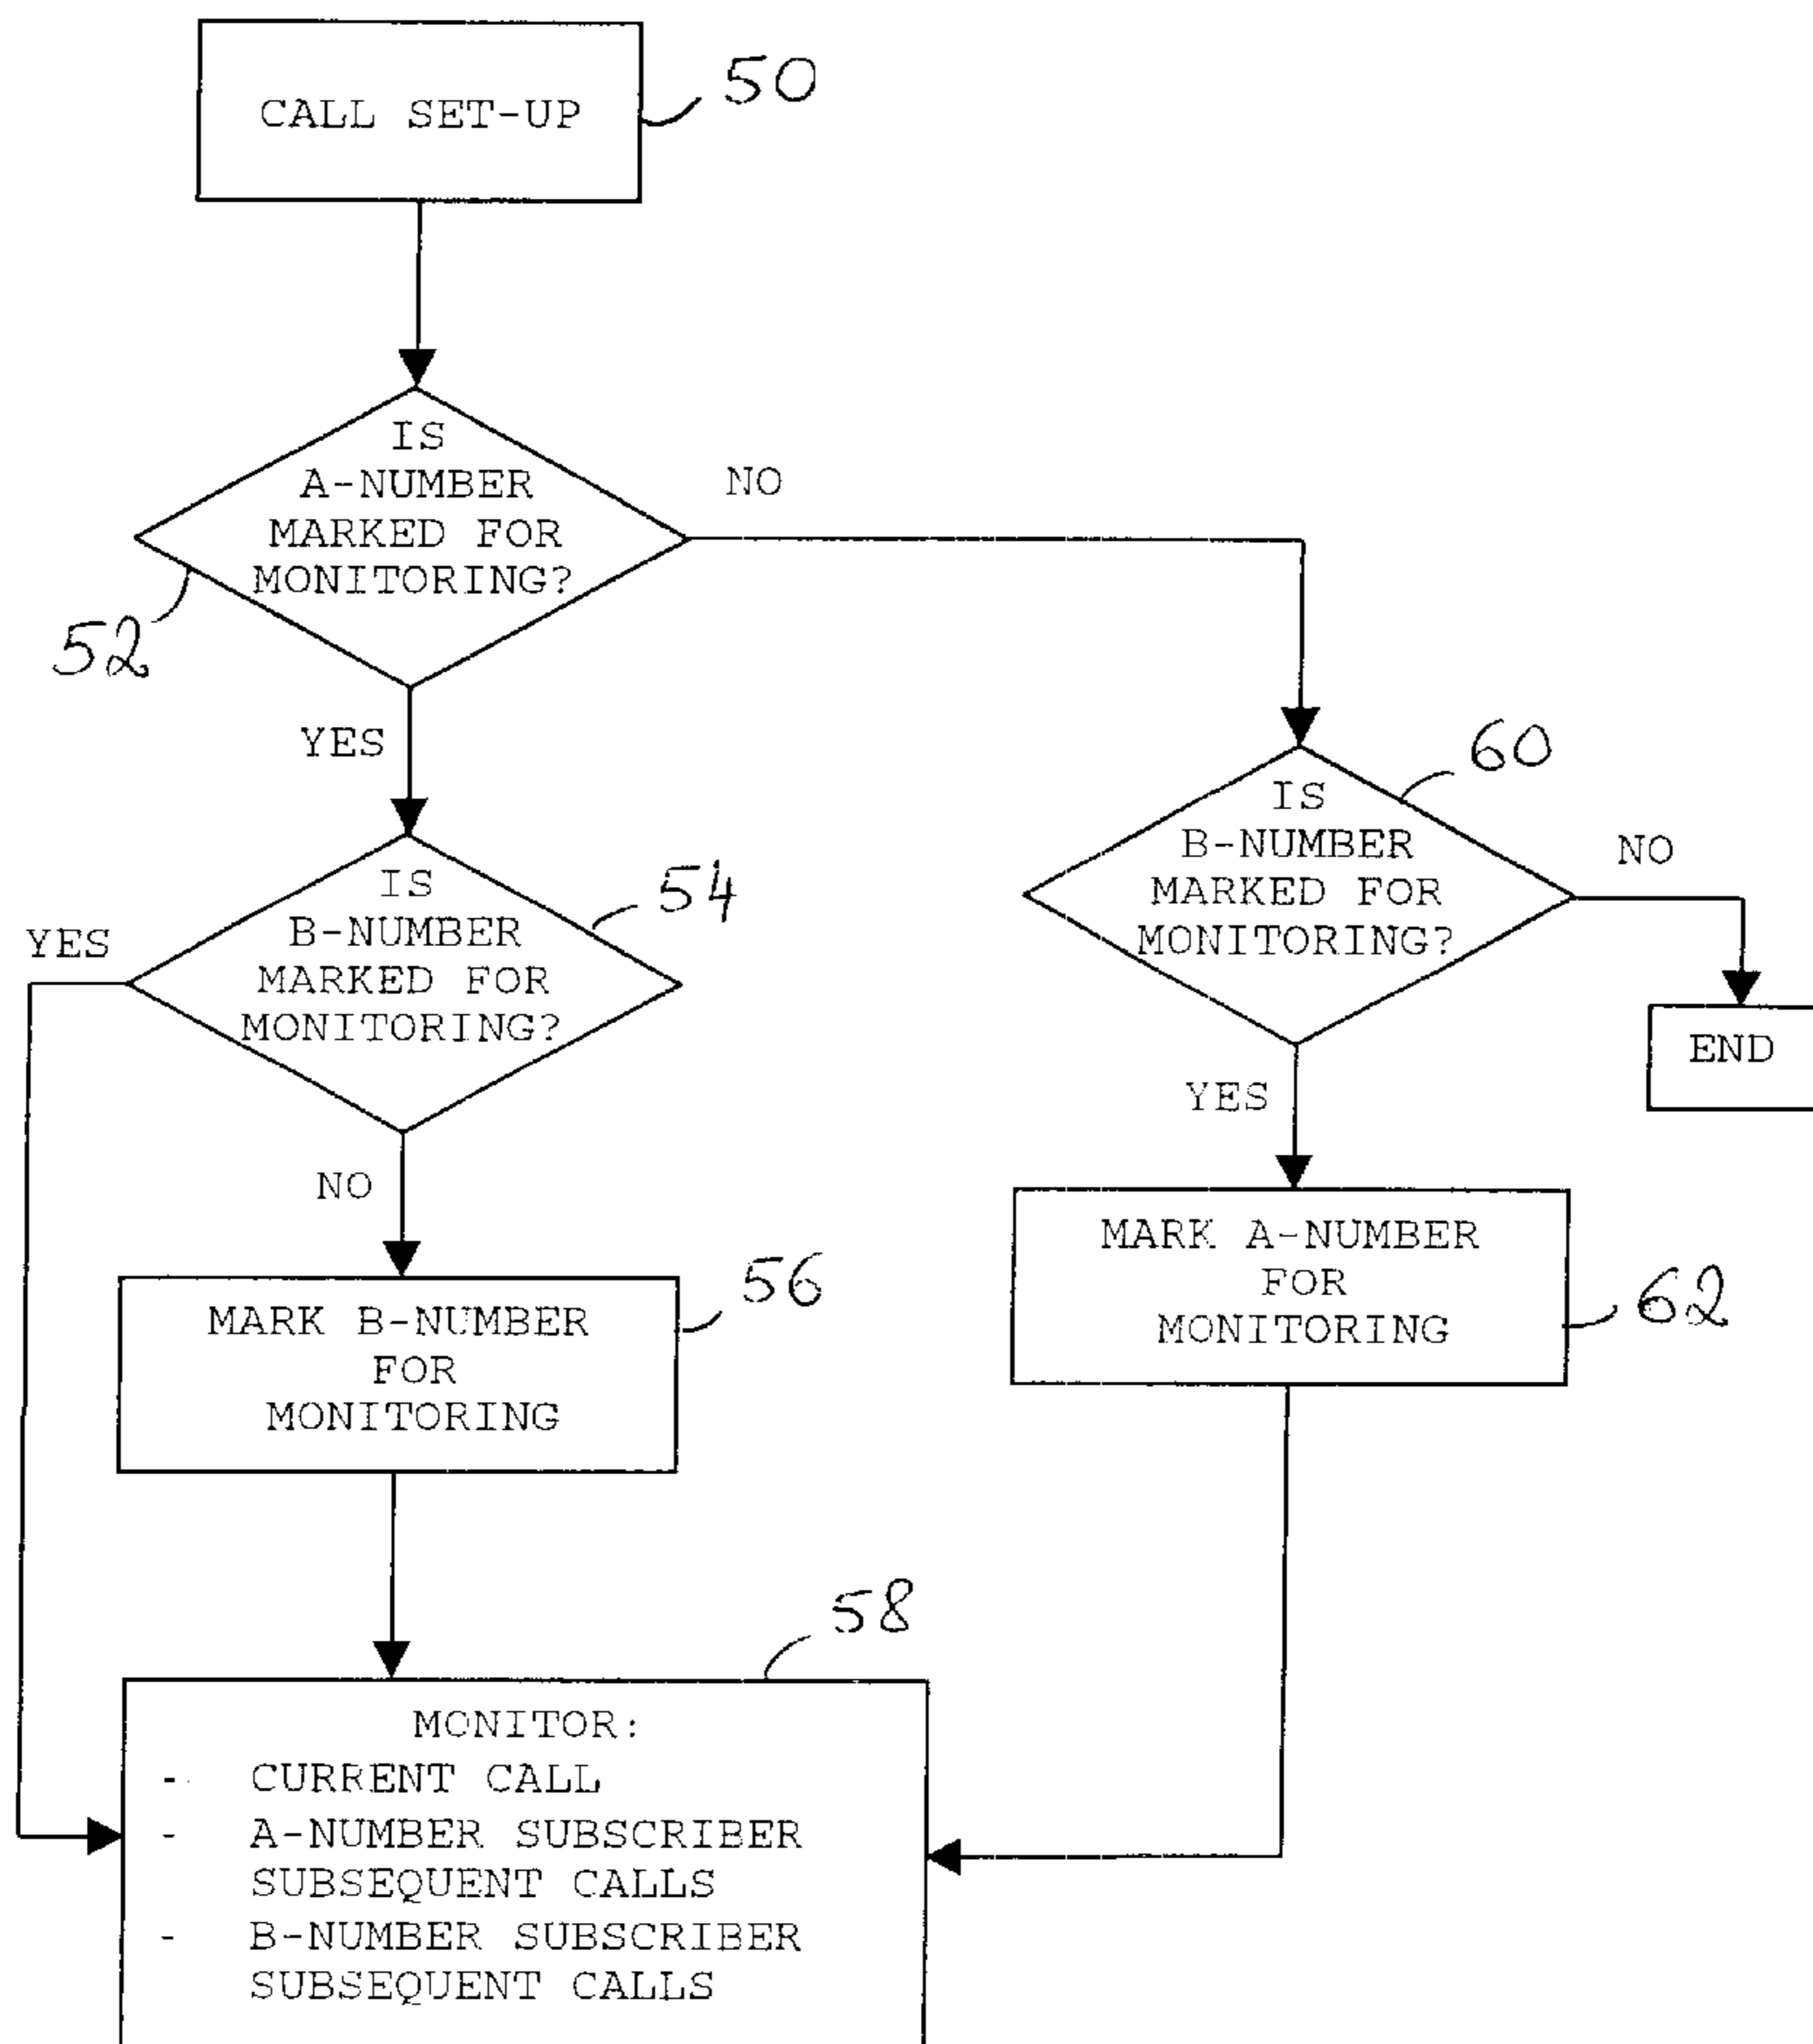 CALL SET-UP
50
IS
A-NUMBER
MARKED FOR
MONITORING?
52
NO
YES
IS
B-NUMBER
MARKED FOR
MONITORING?
54
YES
NO
IS
B-NUMBER
MARKED FOR
MONITORING?
60
NO
END
YES
MARK B-NUMBER
FOR
MONITORING
56
MARK A-NUMBER
FOR
MONITORING
62
58
MONITOR:
- CURRENT CALL
- A-NUMBER SUBSCRIBER
SUBSEQUENT CALLS
- B-NUMBER SUBSCRIBER
SUBSEQUENT CALLS